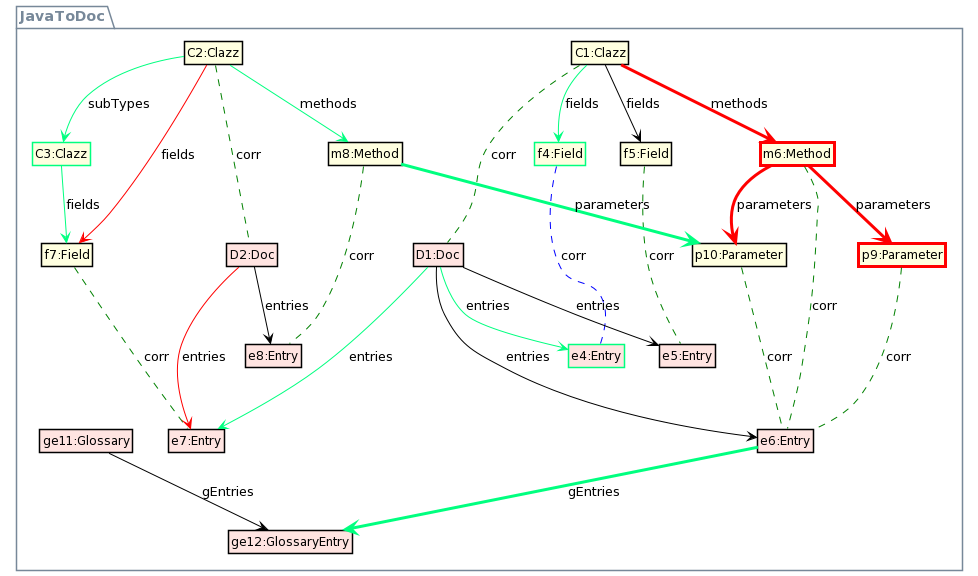 JavaToDoc
C2:Clazz
C1:Clazz
subTypes
methods
fields
fields
methods
C3:Clazz
fields
corr
m8:Method
corr
f4:Field
f5:Field
m6:Method
fields
parameters
parameters
parameters
f7:Field
D2:Doc
corr
D1:Doc
corr
corr
p10:Parameter
p9:Parameter
entries
entries
entries
corr
corr
entries
e8:Entry
entries
entries
e4:Entry
e5:Entry
corr
corr
ge11:Glossary
e7:Entry
e6:Entry
gEntries
gEntries
ge12:GlossaryEntry